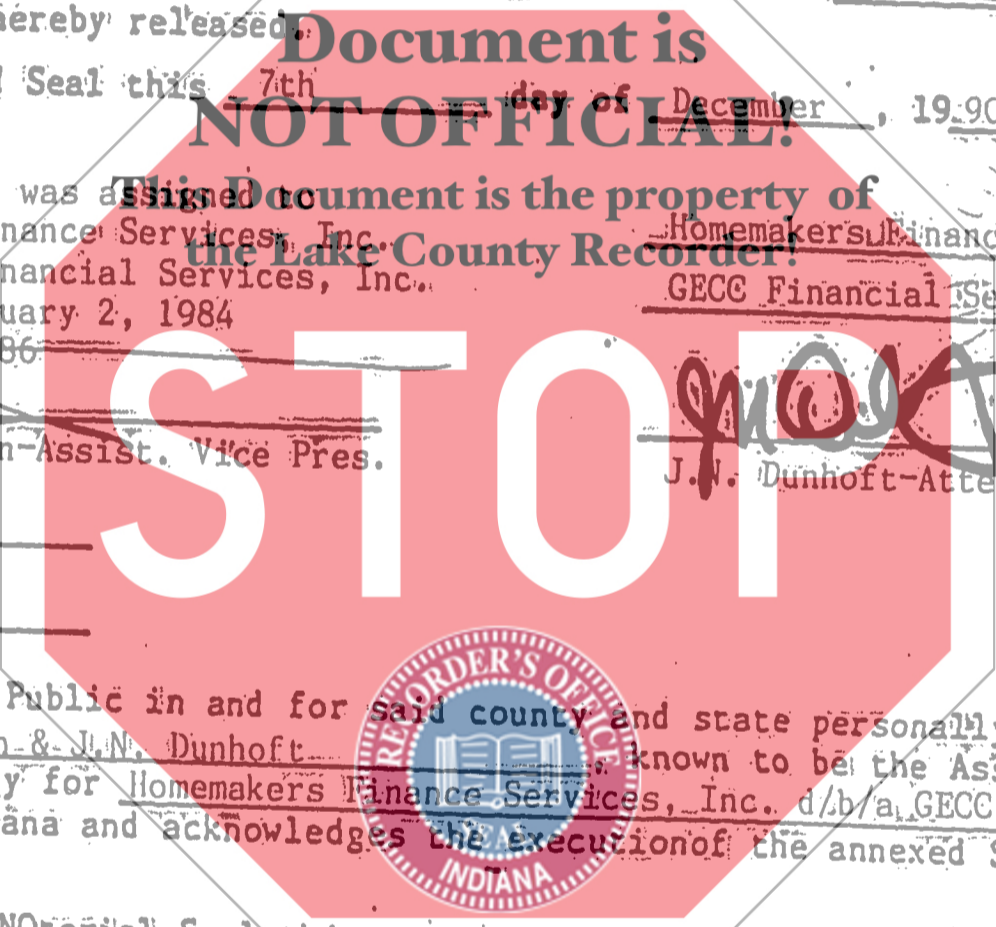 hereby released.
Document is
Seal this 7th day of December, 1990
NOT OFFICIAL!
was assigned to
This Document is the property of
nance Services, Inc.
Homemakers Financ
the Lake County Recorder!
nancial Services, Inc.
GECC Financial Se
uary 2, 1984
86
STOP
n-Assist. Vice Pres.
J.N. Dunhoft-Atte
RECORDER'S OFFICE
Public in and for said county and state personally
n & J.N. Dunhoft, known to be the As
y for Homemakers Finance Services, Inc. d/b/a GECC
ana and acknowledges the executionof the annexed S
SEAL
INDIANA